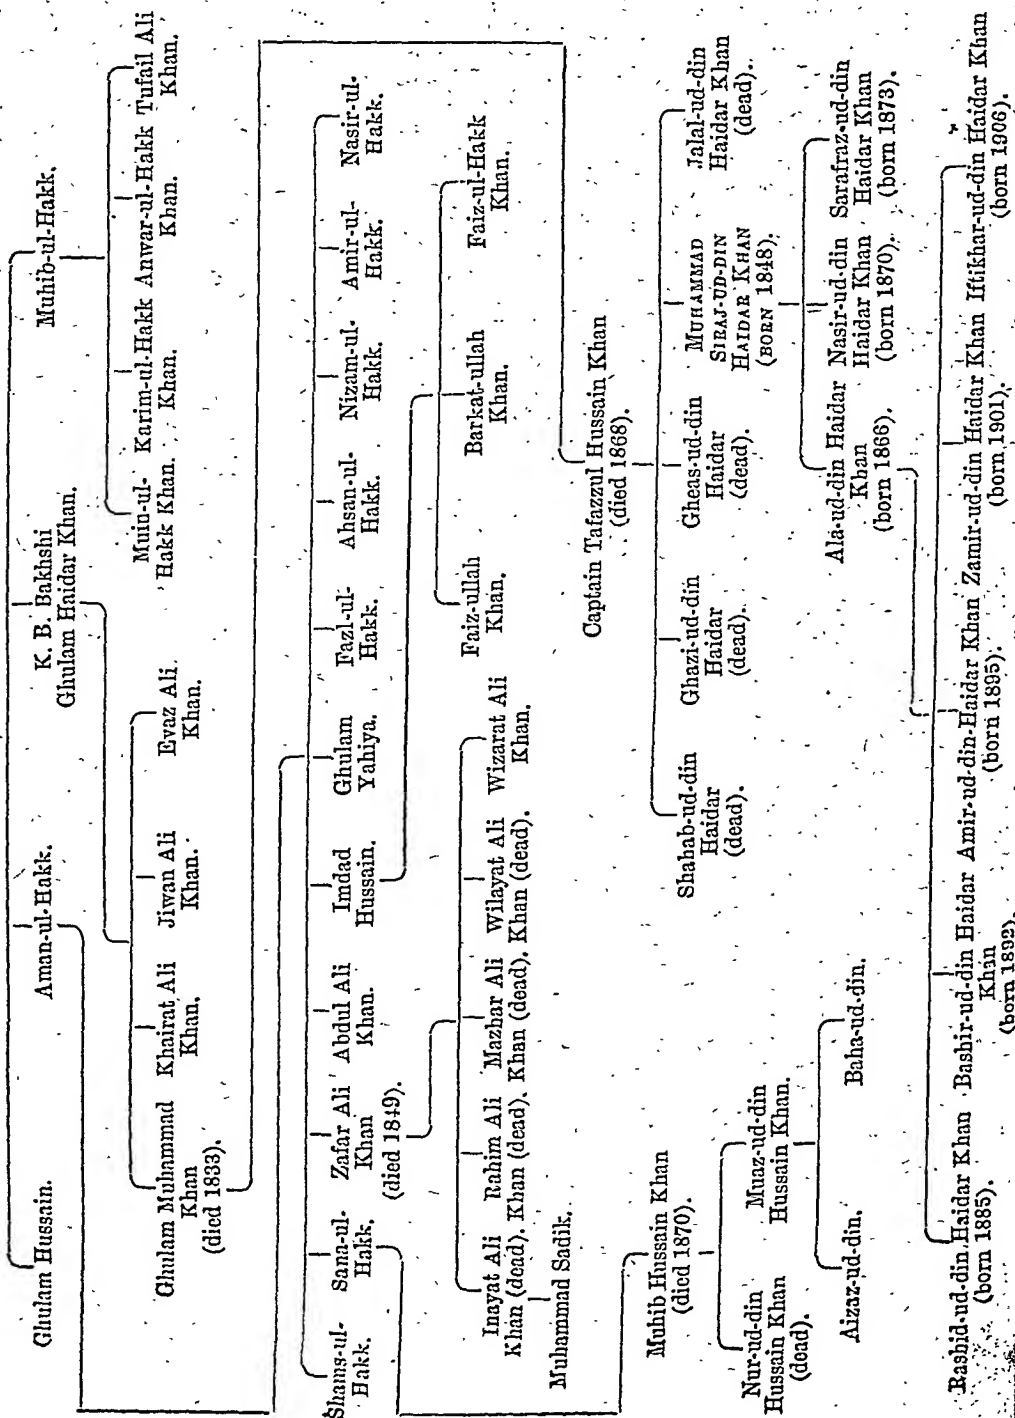 Ghulam Hussain.
Aman-ul-Hakk.
K. B. Bakhshi
Ghulam Haidar Khan.
Muhib-ul-Hakk.
Ghulam Muhammad
Khan
(died 1833).
Khairat Ali
Khan.
Jiwan Ali
Khan.
Evaz Ali
Khan.
Muin-ul-
Hakk Khan.
Karim-ul-Hakk
Khan.
Anwar-ul-Hakk
Khan.
Tufail Ali
Khan.
Shams-ul-
Hakk.
Sana-ul-
Hakk.
Zafar Ali
Khan
(died 1849).
Abdul Ali
Khan.
Imdad
Hussain.
Ghulam
Yahiya.
Fazl-ul-
Hakk.
Ahsan-ul-
Hakk.
Nizam-ul-
Hakk.
Amir-ul-
Hakk.
Nasir-ul-
Hakk.
Inayat Ali
Khan (dead).
Rahim Ali
Khan (dead).
Mazhar Ali
Khan (dead).
Wilayat Ali
Khan (dead).
Wizarat Ali
Khan.
Faiz-ullah
Khan.
Barkat-ullah
Khan.
Faiz-ul-Hakk
Khan.
Muhammad Sadik.
Muhib Hussain Khan
(died 1870).
Captain Tafazzul Hussain Khan
(died 1868).
Nur-ud-din
Hussain Khan
(dead).
Muaz-ud-din
Hussain Khan.
Shahab-ud-din
Haidar
(dead).
Ghazi-ud-din
Haidar
(dead).
Gheas-ud-din
Haidar
(dead).
MUHAMMAD
SIRAJ-UD-DIN
HAIDAR KHAN
(BORN 1848).
Jalal-ud-din
Haidar Khan
(dead).
Aizaz-ud-din.
Baha-ud-din.
Ala-ud-din Haidar
Khan
(born 1866).
Nasir-ud-din
Haidar Khan
(born 1870).
Sarafraz-ud-din
Haidar Khan
(born 1873).
Rashid-ud-din Haidar Khan
(born 1885).
Bashir-ud-din Haidar
Khan
(born 1892).
Amir-ud-din Haidar Khan
(born 1895).
Zamir-ud-din Haidar Khan
(born 1901).
Iftikhar-ud-din Haidar Khan
(born 1906).